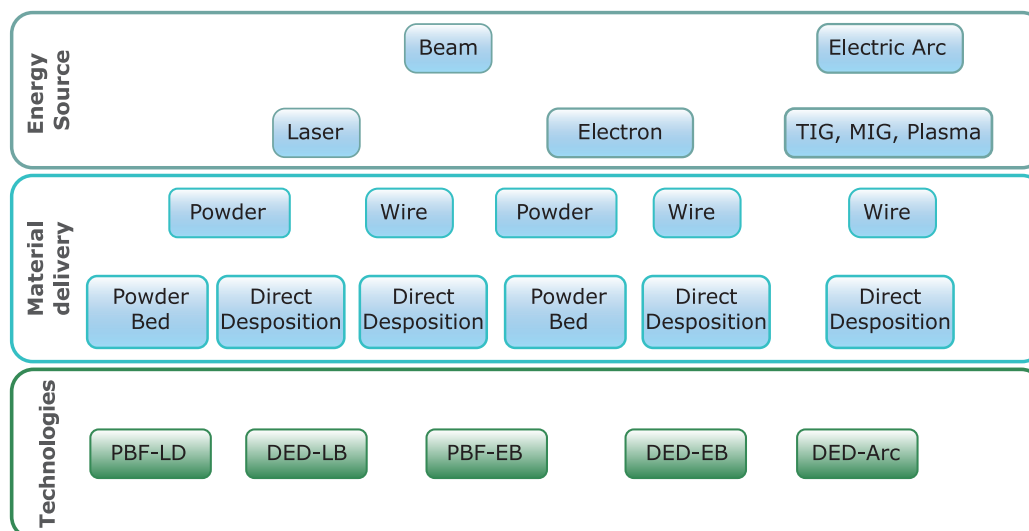 Energy
Source
Beam
Electric Arc
Laser
Electron
TIG, MIG, Plasma
Material
delivery
Powder
Wire
Powder
Wire
Wire
Powder
Bed
Direct
Desposition
Direct
Desposition
Powder
Bed
Direct
Desposition
Direct
Desposition
Technologies
PBF-LD
DED-LB
PBF-EB
DED-EB
DED-Arc